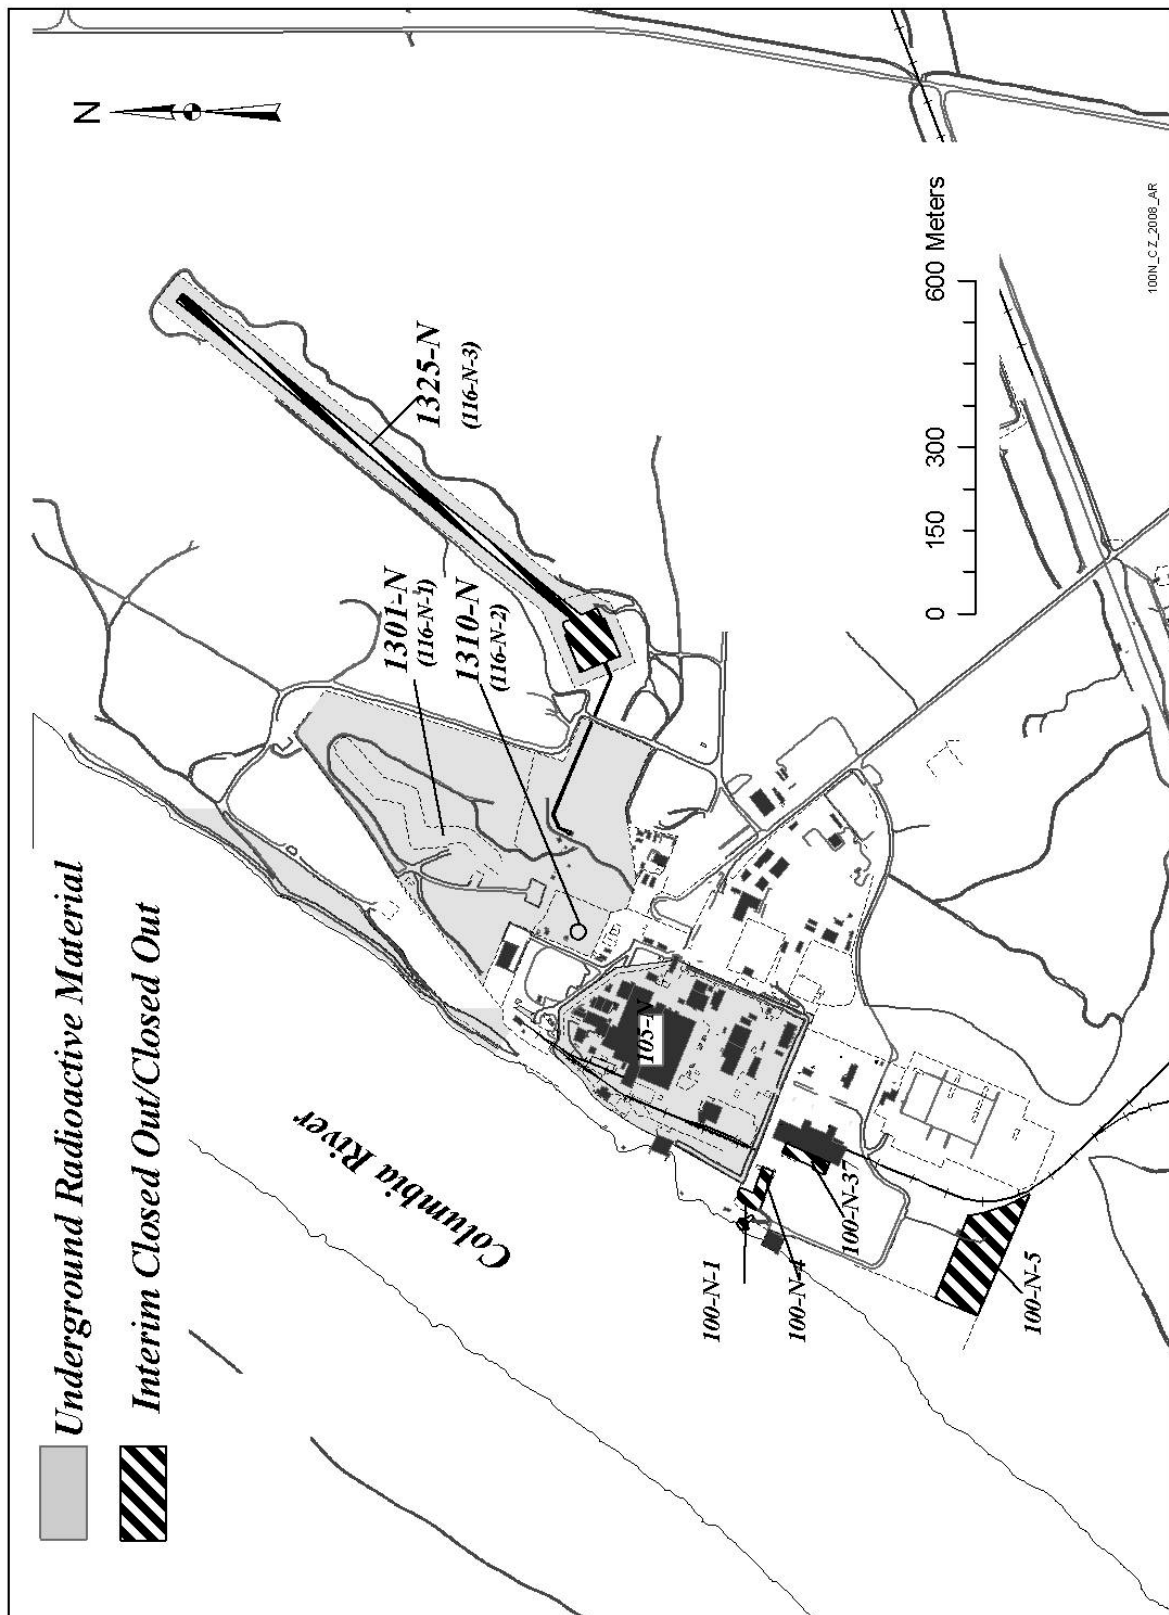 Underground Radioactive Material
Interim Closed Out/Closed Out
N
Columbia River
1325-N
(116-N-3)
1301-N
(116-N-1)
1310-N
(116-N-2)
105-N
100-N-1
100-N-4
100-N-37
100-N-5
0 150 300 600 Meters
100N_CZ_2008_AR